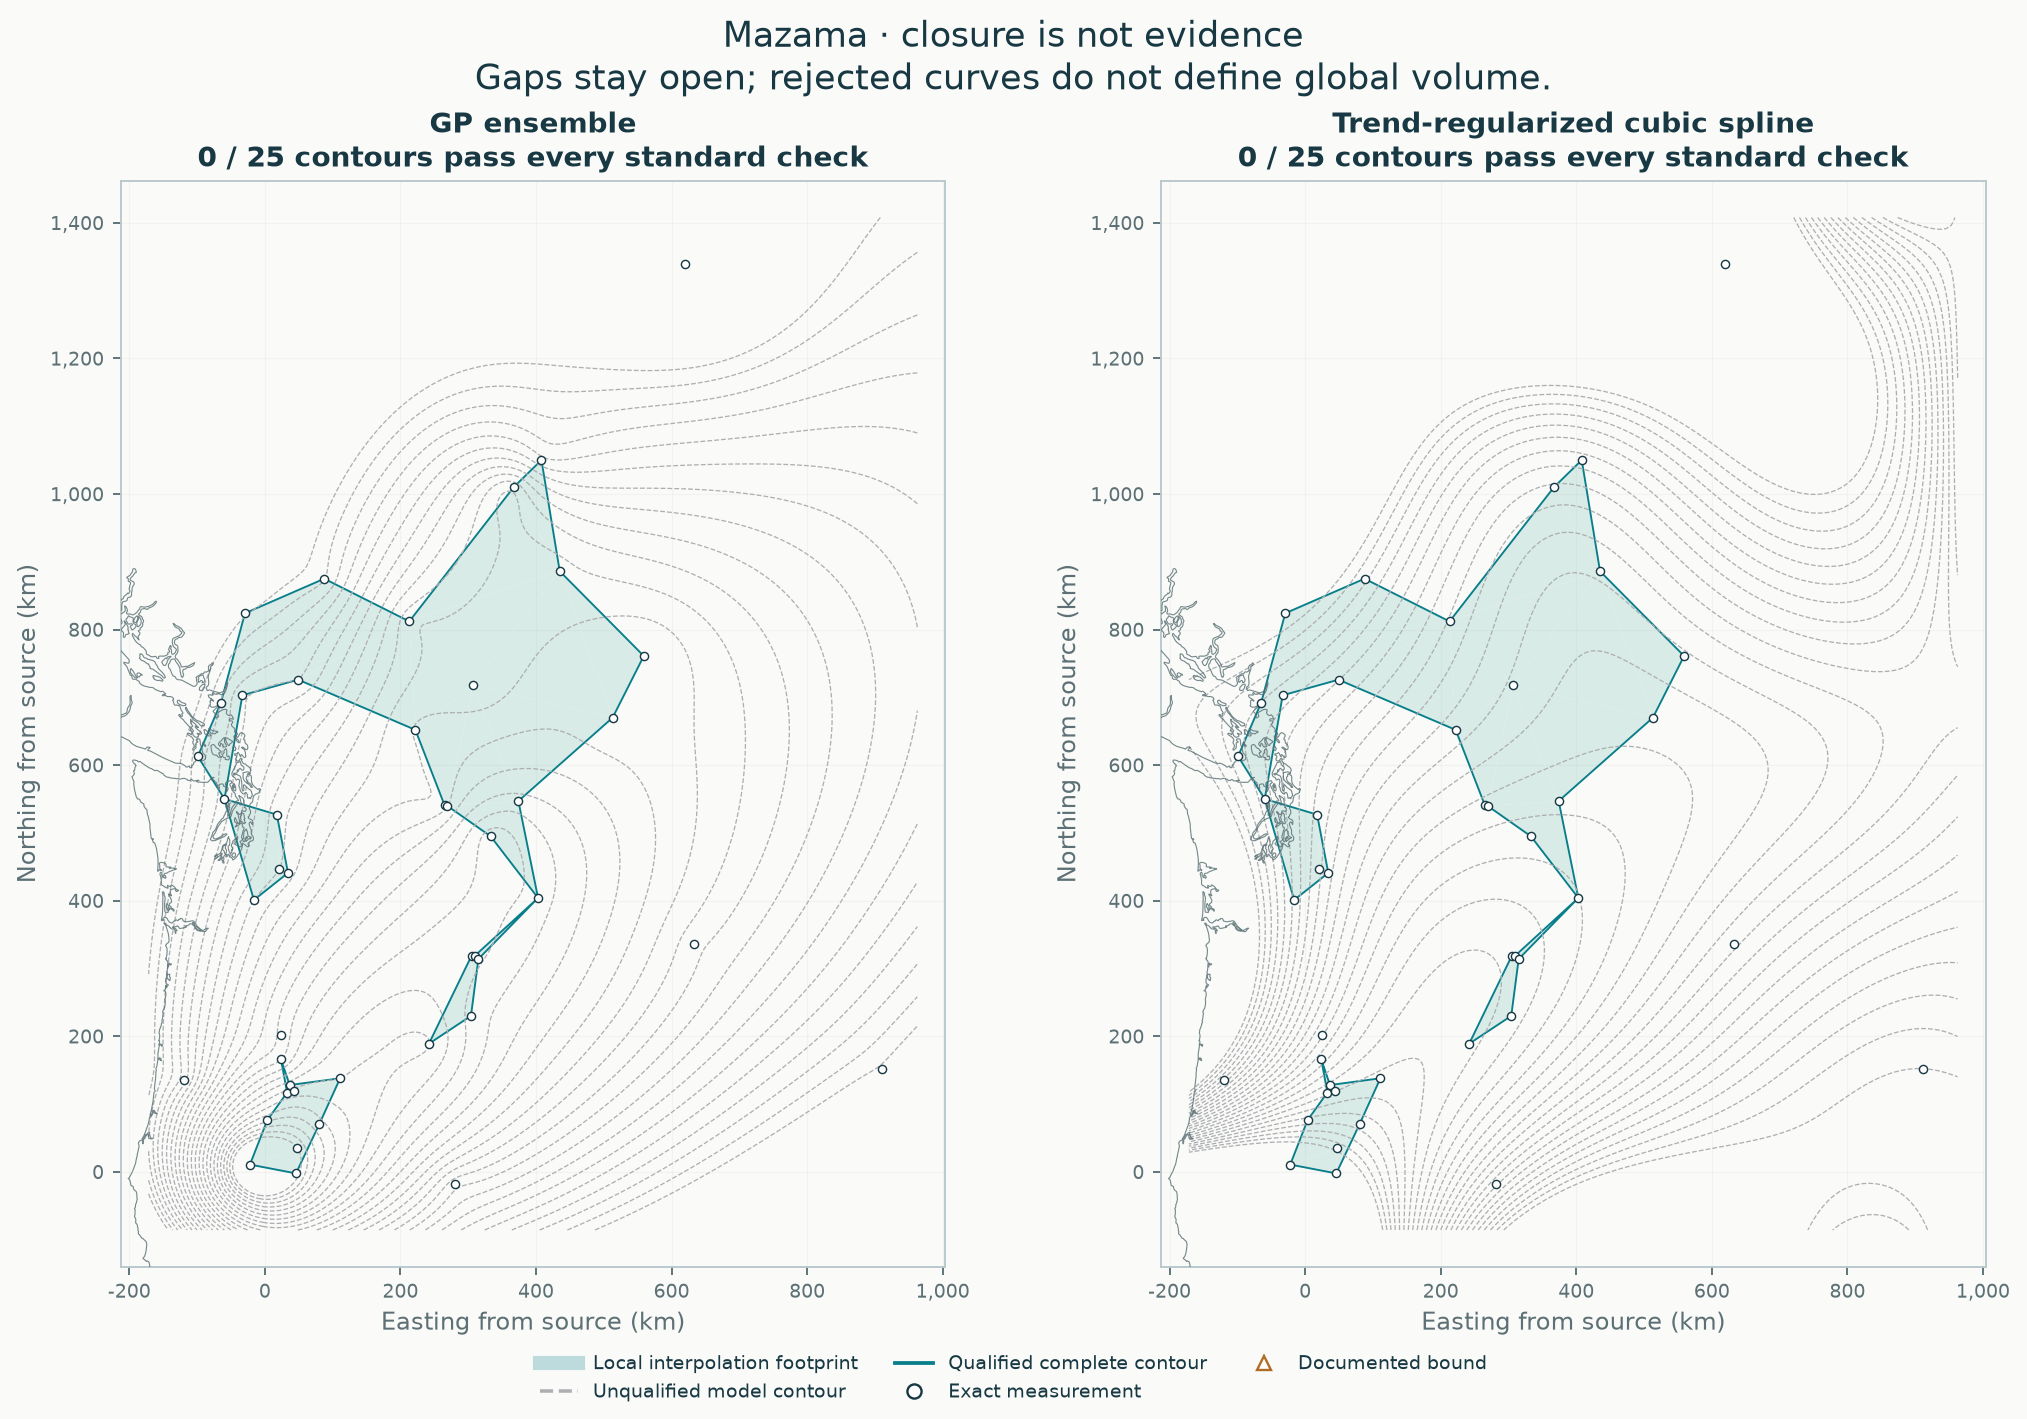 Mazama · closure is not evidence
Gaps stay open; rejected curves do not define global volume.
GP ensemble
0 / 25 contours pass every standard check
1,400
1,200
1,000
800
600
400
200
0
-200
0
200
400
600
800
1,000
Northing from source (km)
Easting from source (km)
Trend-regularized cubic spline
0 / 25 contours pass every standard check
1,400
1,200
1,000
800
600
400
200
0
-200
0
200
400
600
800
1,000
Northing from source (km)
Easting from source (km)
Local interpolation footprint
Unqualified model contour
Qualified complete contour
Exact measurement
Documented bound